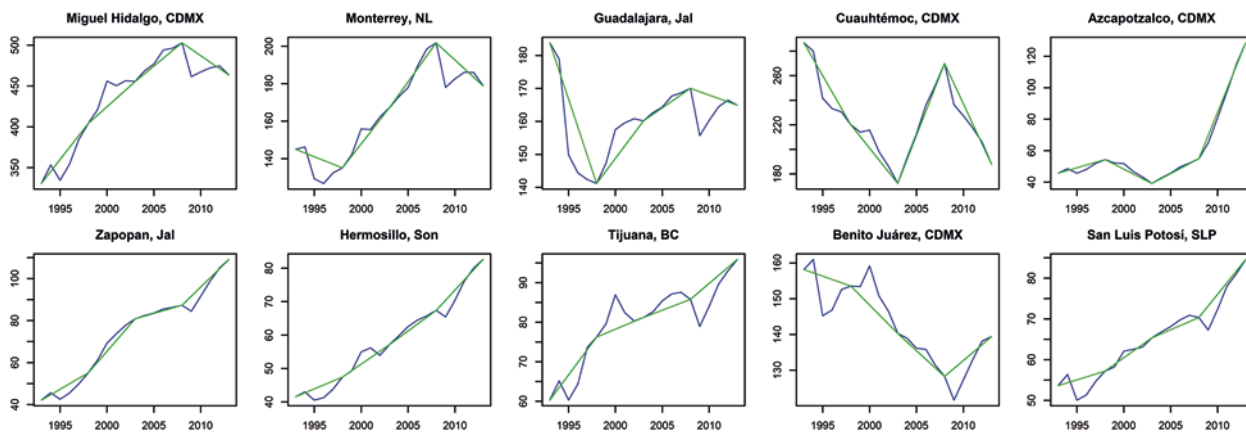 Miguel Hidalgo, CDMX
Monterrey, NL
Guadalajara, Jal
Cuauhtémoc, CDMX
Azcapotzalco, CDMX
500
450
400
350
1995 2000 2005 2010
200
180
160
140
1995 2000 2005 2010
180
170
160
150
140
1995 2000 2005 2010
260
220
180
1995 2000 2005 2010
120
100
80
60
40
1995 2000 2005 2010
Zapopan, Jal
Hermosillo, Son
Tijuana, BC
Benito Juárez, CDMX
San Luis Potosí, SLP
100
80
60
40
1995 2000 2005 2010
80
70
60
50
40
1995 2000 2005 2010
90
80
70
60
1995 2000 2005 2010
160
150
140
130
1995 2000 2005 2010
80
75
70
65
60
55
50
1995 2000 2005 2010